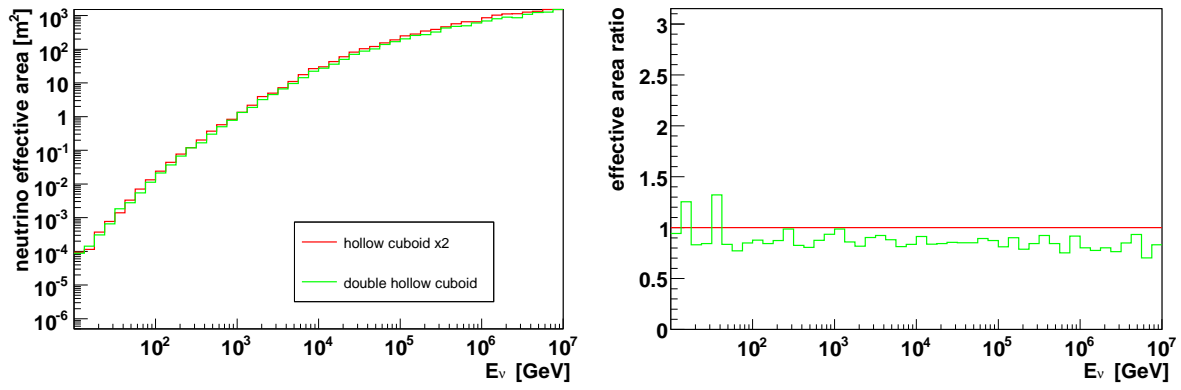 neutrino effective area [m²]
10³
10²
10
1
10⁻¹
10⁻²
10⁻³
10⁻⁴
10⁻⁵
10⁻⁶
hollow cuboid x2
double hollow cuboid
10² 10³ 10⁴ 10⁵ 10⁶ 10⁷
Eᵥ [GeV]
effective area ratio
3
2.5
2
1.5
1
0.5
0
10² 10³ 10⁴ 10⁵ 10⁶ 10⁷
Eᵥ [GeV]